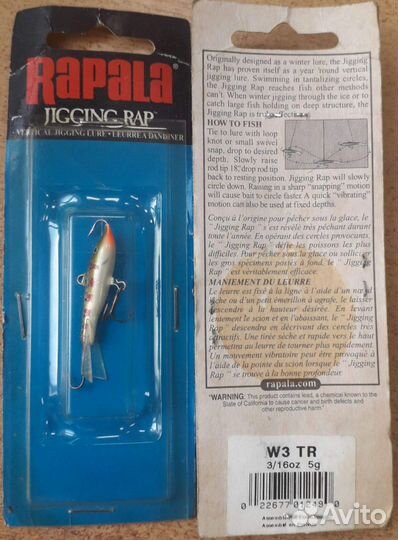 RAPALA
JIGGING RAP™
VERTICAL JIGGING LURE • LEURRE A DANDINER
Originally designed as a winter lure, the Jigging
Rap has proven itself as a year 'round vertical
jigging lure. Swimming in tantalizing circles,
the Jigging Rap reaches fish other methods
can't. When winter jigging through the ice or to
catch large fish holding on deep structure, the
Jigging Rap is
HOW TO FISH
Tie to lure with loop
knot or small swivel
snap, drop to desired
depth. Slowly raise
rod tip 18", drop rod tip
back to resting position. Jigging Rap will slowly
circle down. Raising in a sharp "snapping" motion
will cause bait to circle faster. A quick "vibrating"
motion can also be used at fixed depths.
Conçu à l'origine pour pêcher sous la glace, le
"Jigging Rap" s'est révélé très pêchant durant
toute l'année. En opérant en cercles provocants,
le "Jigging Rap" défie les poissons les plus
difficiles. Pour pêcher sous la glace ou solliciter
les gros spécimens postés à fond, le "Jigging
Rap" est véritablement efficace.
MANIEMENT DU LEURRE
Le leurre est fixé à la ligne à l'aide d'un nœud
en boucle ou d'un petit émerillon à agrafe, le laisser
descendre à la hauteur désirée. En levant
lentement le scion et en l'abaissant, le "Jigging
Rap" descendra en décrivant des cercles très
attractifs. Une tirée sèche et rapide vers le haut
permettra au leurre de tourner plus rapidement.
Un mouvement vibratoire peut être provoqué à
l'aide de la pointe du scion lorsque le "Jigging
Rap" se trouve à la bonne profondeur.
rapala.com
"WARNING: This product contains lead, a chemical known to the
State of California to cause cancer and birth defects and
other reproductive harm."
W3 TR
3/16oz 5g
0 22677 01249 0
Avito